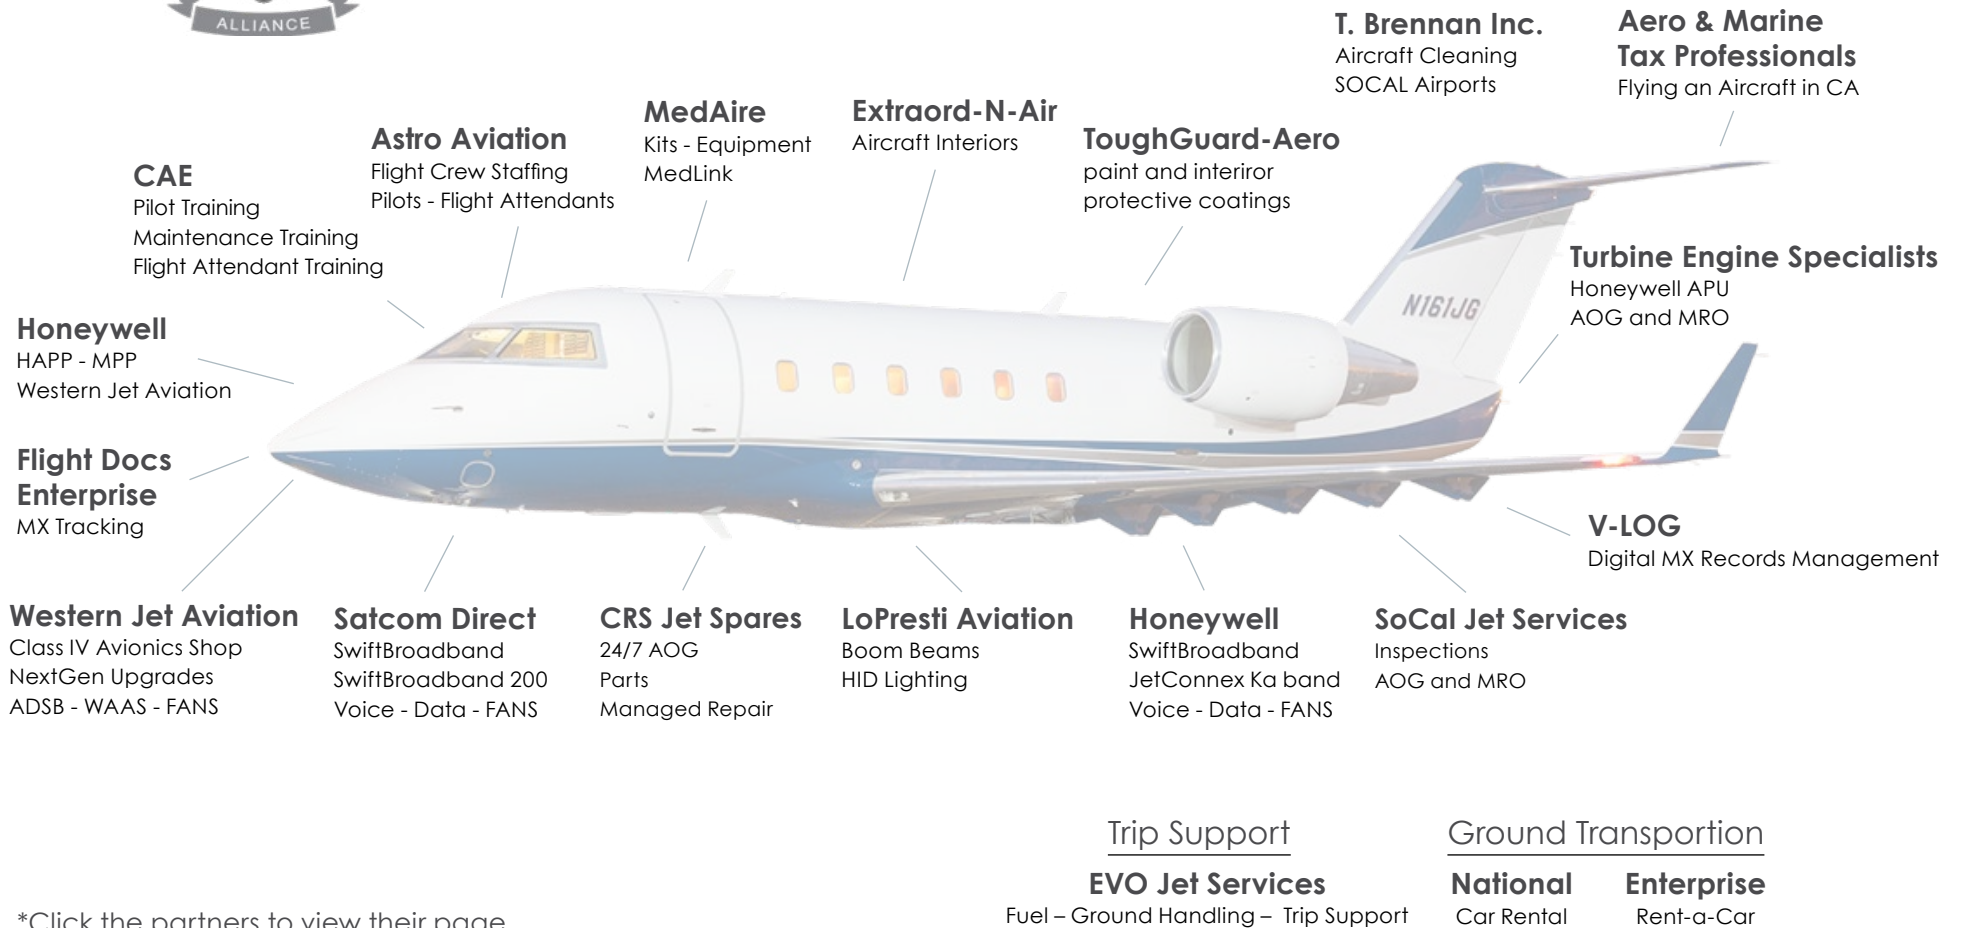 ALLIANCE
T. Brennan Inc.
Aircraft Cleaning
SOCAL Airports
Aero & Marine
Tax Professionals
Flying an Aircraft in CA
MedAire
Kits - Equipment
MedLink
Extraord-N-Air
Aircraft Interiors
Astro Aviation
Flight Crew Staffing
Pilots - Flight Attendants
ToughGuard-Aero
paint and interiror
protective coatings
CAE
Pilot Training
Maintenance Training
Flight Attendant Training
Turbine Engine Specialists
Honeywell APU
AOG and MRO
N161JG
Honeywell
HAPP - MPP
Western Jet Aviation
Flight Docs
Enterprise
MX Tracking
V-LOG
Digital MX Records Management
Western Jet Aviation
Class IV Avionics Shop
NextGen Upgrades
ADSB - WAAS - FANS
Satcom Direct
SwiftBroadband
SwiftBroadband 200
Voice - Data - FANS
CRS Jet Spares
24/7 AOG
Parts
Managed Repair
LoPresti Aviation
Boom Beams
HID Lighting
Honeywell
SwiftBroadband
JetConnex Ka band
Voice - Data - FANS
SoCal Jet Services
Inspections
AOG and MRO
Trip Support
EVO Jet Services
Fuel – Ground Handling – Trip Support
Ground Transportion
National
Car Rental
Enterprise
Rent-a-Car
*Click the partners to view their page